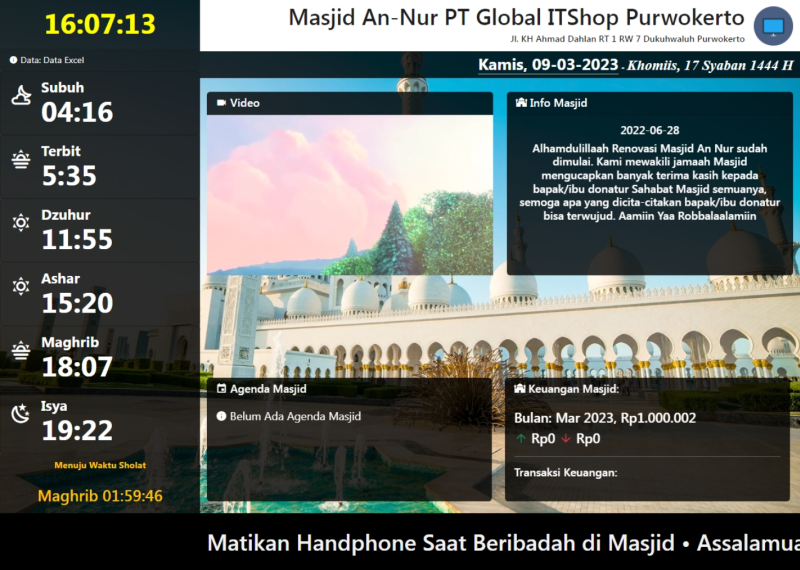 16:07:13
Data: Data Excel
Subuh
04:16
Terbit
5:35
Dzuhur
11:55
Ashar
15:20
Maghrib
18:07
Isya
19:22
Menuju Waktu Sholat
Maghrib 01:59:46
Masjid An-Nur PT Global ITShop Purwokerto
Jl. KH Ahmad Dahlan RT 1 RW 7 Dukuhwaluh Purwokerto
Kamis, 09-03-2023 - Khomiis, 17 Syaban 1444 H
Video
Info Masjid
2022-06-28
Alhamdulillaah Renovasi Masjid An Nur sudah
dimulai. Kami mewakili jamaah Masjid
mengucapkan banyak terima kasih kepada
bapak/ibu donatur Sahabat Masjid semuanya,
semoga apa yang dicita-citakan bapak/ibu donatur
bisa terwujud. Aamiin Yaa Robbalaalamiin
Agenda Masjid
Belum Ada Agenda Masjid
Keuangan Masjid:
Bulan: Mar 2023, Rp1.000.002
↑ Rp0 ↓ Rp0
Transaksi Keuangan:
Matikan Handphone Saat Beribadah di Masjid • Assalamua